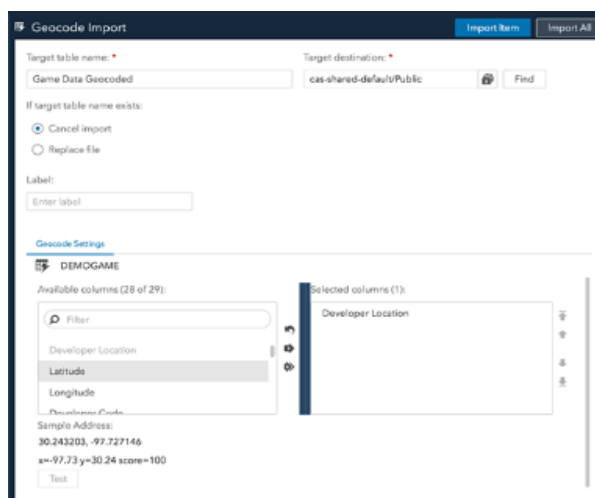 Geocode Import
Import Item
Import All
Target table name: *
Target destination: *
Game Data Geocoded
cas-shared-default/Public
Find
If target table name exists:
Cancel import
Replace file
Label:
Enter label
Geocode Settings
DEMOGAME
Available columns (28 of 29):
Selected columns (1):
Filter
Developer Location
Developer Location
Latitude
Longitude
Developer Code
Sample Address:
30.243203, -97.727146
x=-97.73 y=30.24 score=100
Test